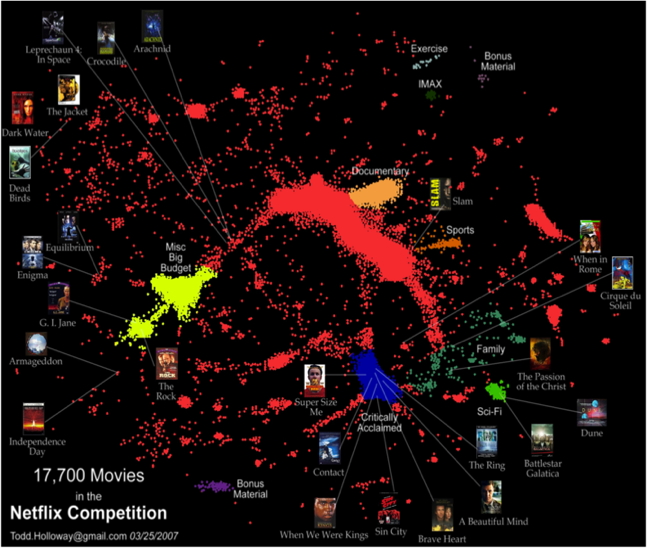 Leprechaun 4:
In Space
Crocodile
Arachnid
Exercise
Bonus
Material
IMAX
The Jacket
Dark Water
Dead
Birds
Documentary
SLAM
Slam
Sports
Equilibrium
Enigma
Misc
Big
Budget
When in
Rome
Cirque du
Soleil
G. I. Jane
Armageddon
ROCK
The
Rock
Family
The Passion
of the Christ
Super Size
Me
Critically
Acclaimed
Sci-Fi
Dune
Independence
Day
Contact
The Ring
Battlestar
Galatica
17,700 Movies
in the
Netflix Competition
Todd.Holloway@gmail.com 03/25/2007
Bonus
Material
When We Were Kings
Sin City
Brave Heart
A Beautiful Mind